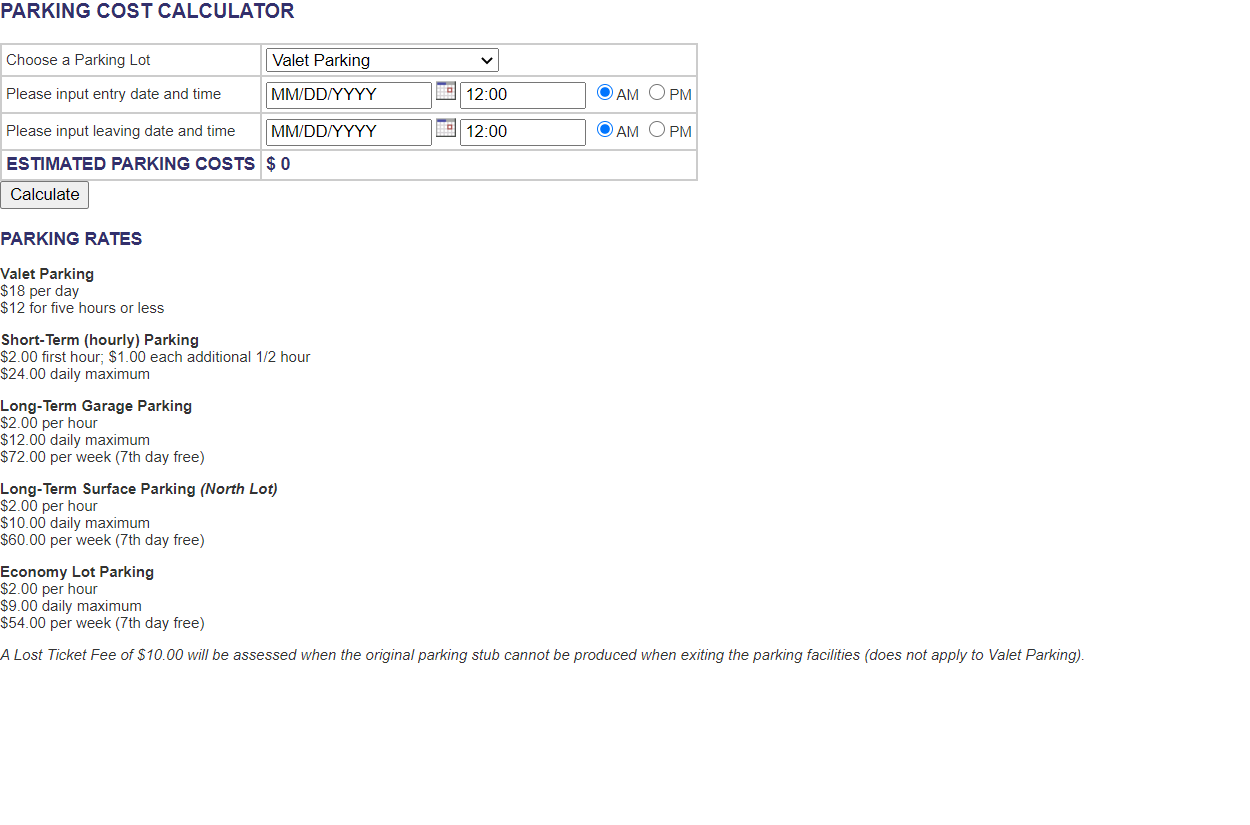 PARKING COST CALCULATOR
Choose a Parking Lot Valet Parking
Please input entry date and time MM/DD/YYYY 12:00 AM PM
Please input leaving date and time MM/DD/YYYY 12:00 AM PM
ESTIMATED PARKING COSTS $ 0
Calculate
PARKING RATES
Valet Parking
$18 per day
$12 for five hours or less
Short-Term (hourly) Parking
$2.00 first hour; $1.00 each additional 1/2 hour
$24.00 daily maximum
Long-Term Garage Parking
$2.00 per hour
$12.00 daily maximum
$72.00 per week (7th day free)
Long-Term Surface Parking (North Lot)
$2.00 per hour
$10.00 daily maximum
$60.00 per week (7th day free)
Economy Lot Parking
$2.00 per hour
$9.00 daily maximum
$54.00 per week (7th day free)
A Lost Ticket Fee of $10.00 will be assessed when the original parking stub cannot be produced when exiting the parking facilities (does not apply to Valet Parking).